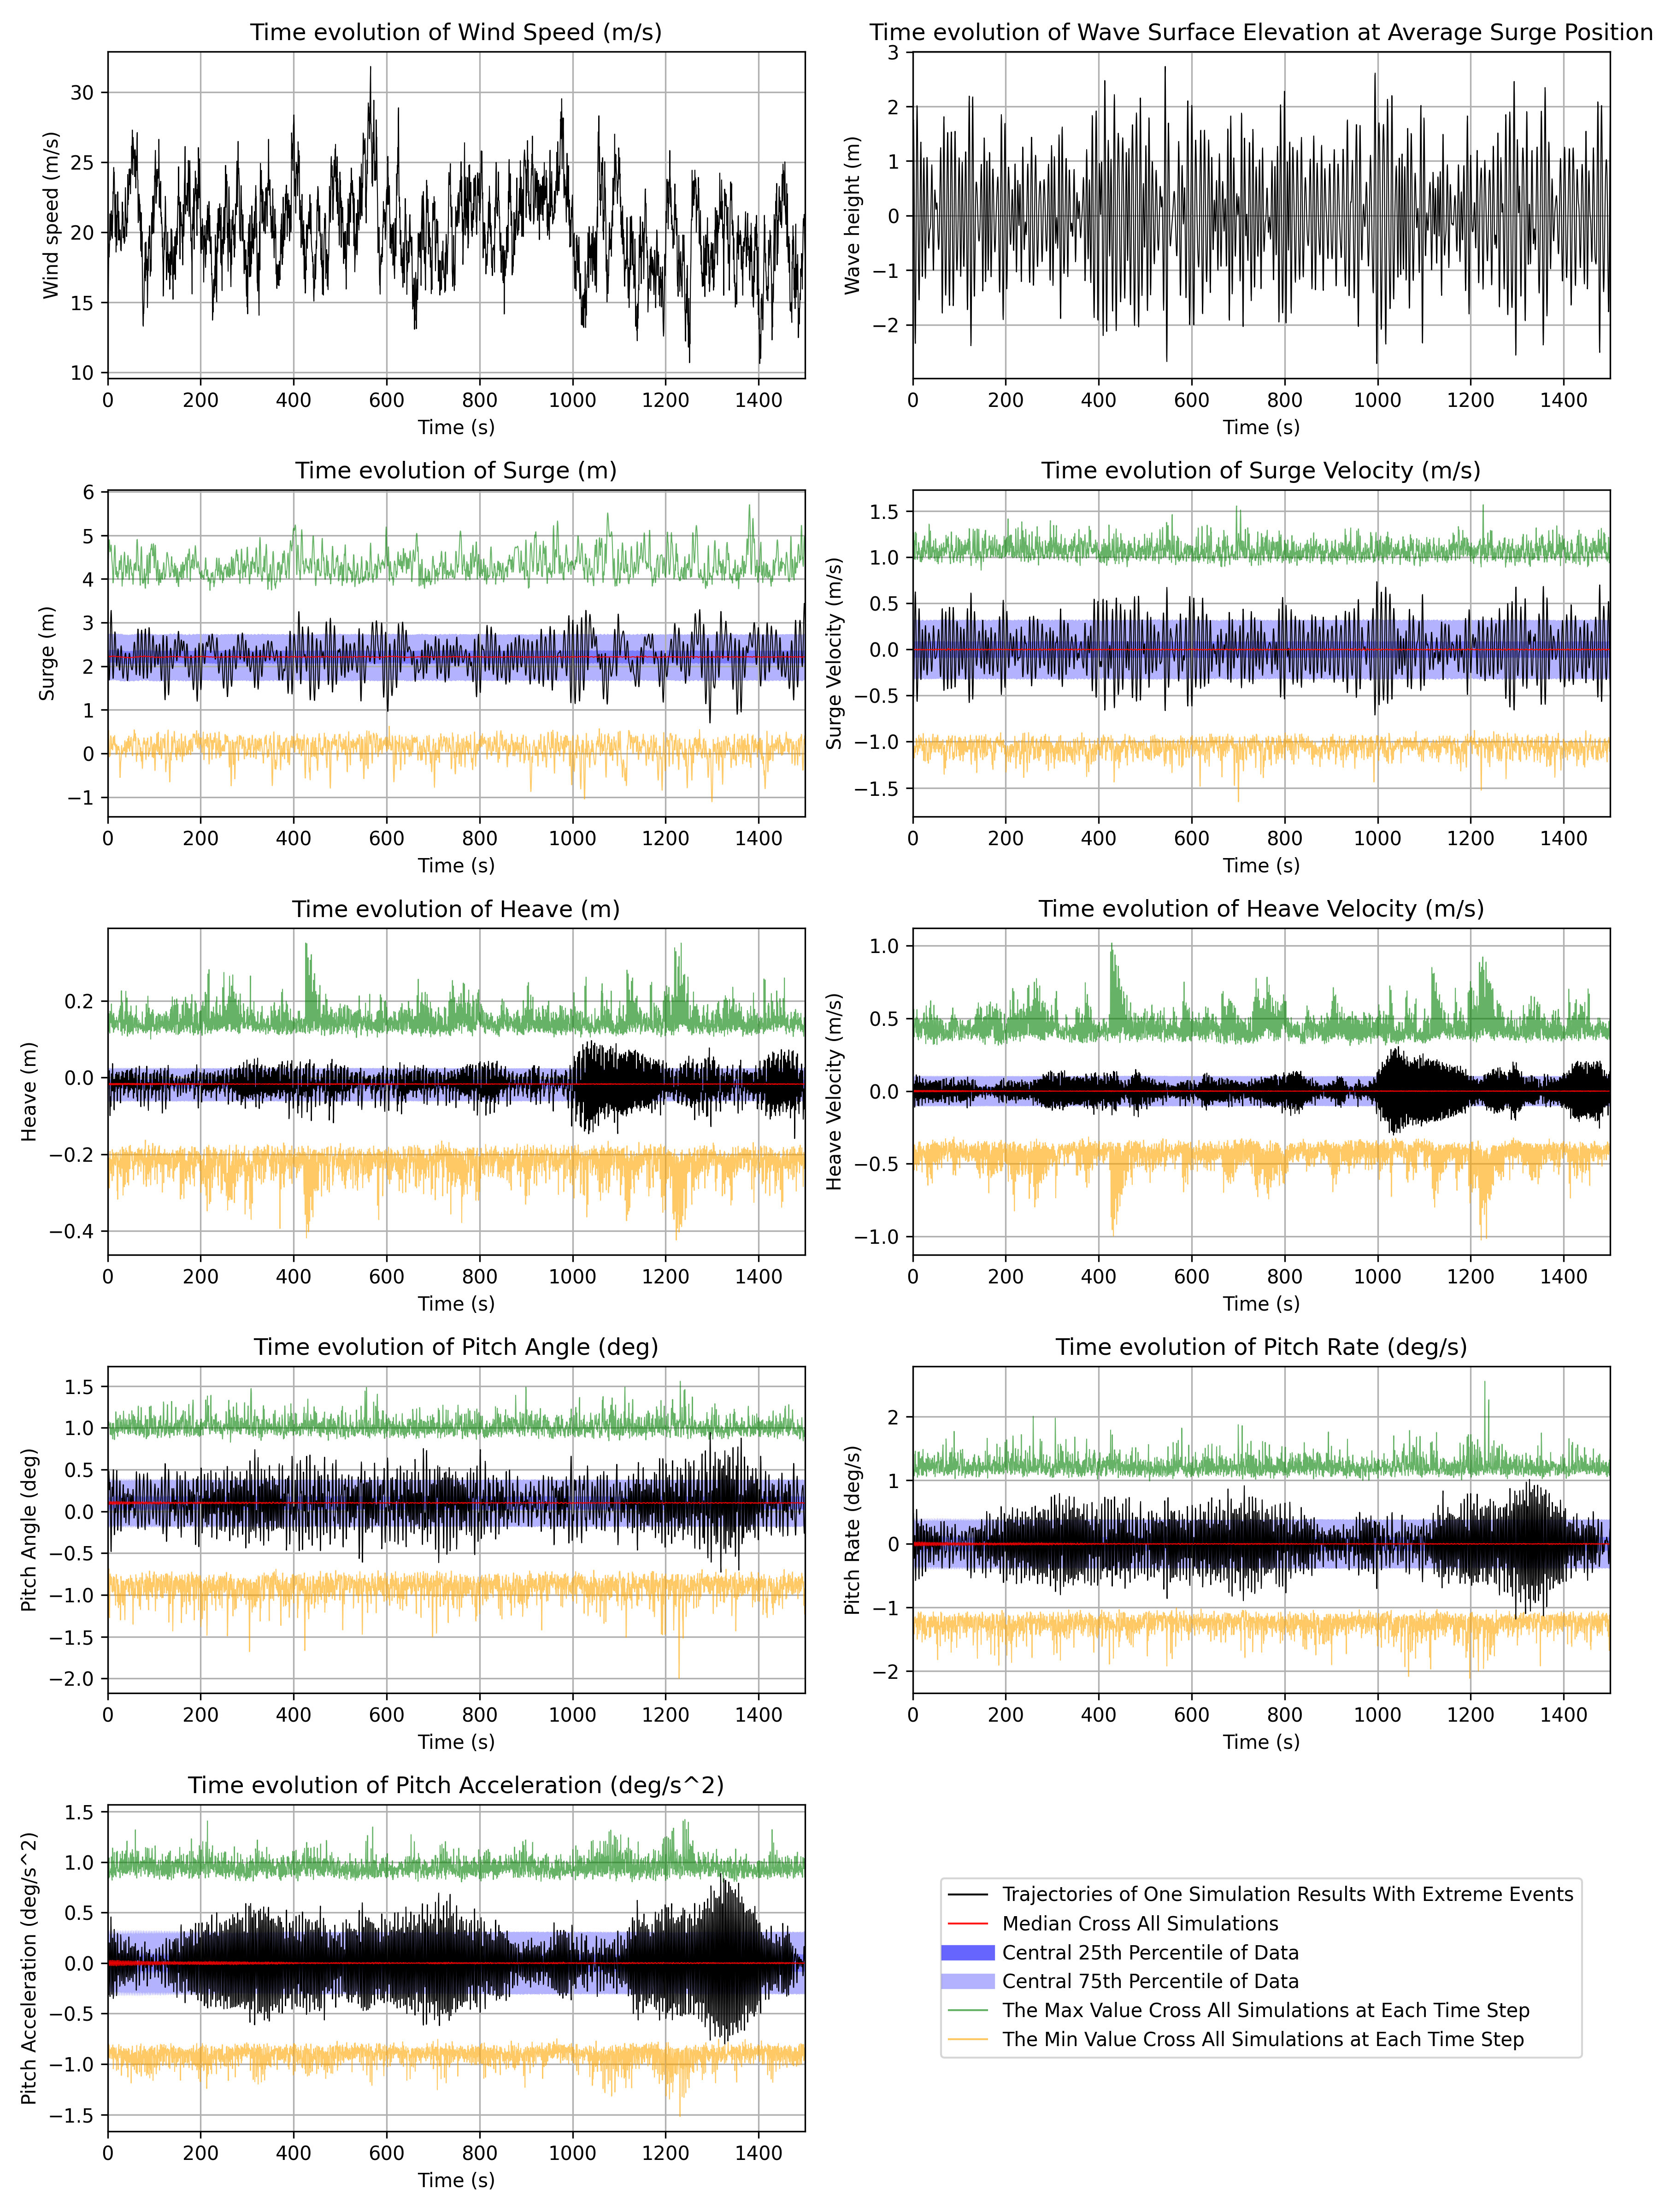 Time evolution of Wind Speed (m/s)
Wind speed (m/s)
30
25
20
15
10
0 200 400 600 800 1000 1200 1400
Time (s)
Time evolution of Wave Surface Elevation at Average Surge Position
Wave height (m)
3
2
1
0
−1
−2
0 200 400 600 800 1000 1200 1400
Time (s)
Time evolution of Surge (m)
Surge (m)
6
5
4
3
2
1
0
−1
0 200 400 600 800 1000 1200 1400
Time (s)
Time evolution of Surge Velocity (m/s)
Surge Velocity (m/s)
1.5
1.0
0.5
0.0
−0.5
−1.0
−1.5
0 200 400 600 800 1000 1200 1400
Time (s)
Time evolution of Heave (m)
Heave (m)
0.2
0.0
−0.2
−0.4
0 200 400 600 800 1000 1200 1400
Time (s)
Time evolution of Heave Velocity (m/s)
Heave Velocity (m/s)
1.0
0.5
0.0
−0.5
−1.0
0 200 400 600 800 1000 1200 1400
Time (s)
Time evolution of Pitch Angle (deg)
Pitch Angle (deg)
1.5
1.0
0.5
0.0
−0.5
−1.0
−1.5
−2.0
0 200 400 600 800 1000 1200 1400
Time (s)
Time evolution of Pitch Rate (deg/s)
Pitch Rate (deg/s)
2
1
0
−1
−2
0 200 400 600 800 1000 1200 1400
Time (s)
Time evolution of Pitch Acceleration (deg/s^2)
Pitch Acceleration (deg/s^2)
1.5
1.0
0.5
0.0
−0.5
−1.0
−1.5
0 200 400 600 800 1000 1200 1400
Time (s)
Trajectories of One Simulation Results With Extreme Events
Median Cross All Simulations
Central 25th Percentile of Data
Central 75th Percentile of Data
The Max Value Cross All Simulations at Each Time Step
The Min Value Cross All Simulations at Each Time Step